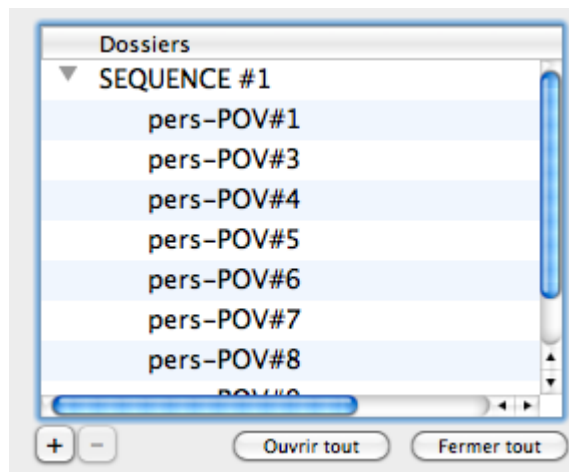 Dossiers
SEQUENCE #1
pers-POV#1
pers-POV#3
pers-POV#4
pers-POV#5
pers-POV#6
pers-POV#7
pers-POV#8
+ − Ouvrir tout Fermer tout